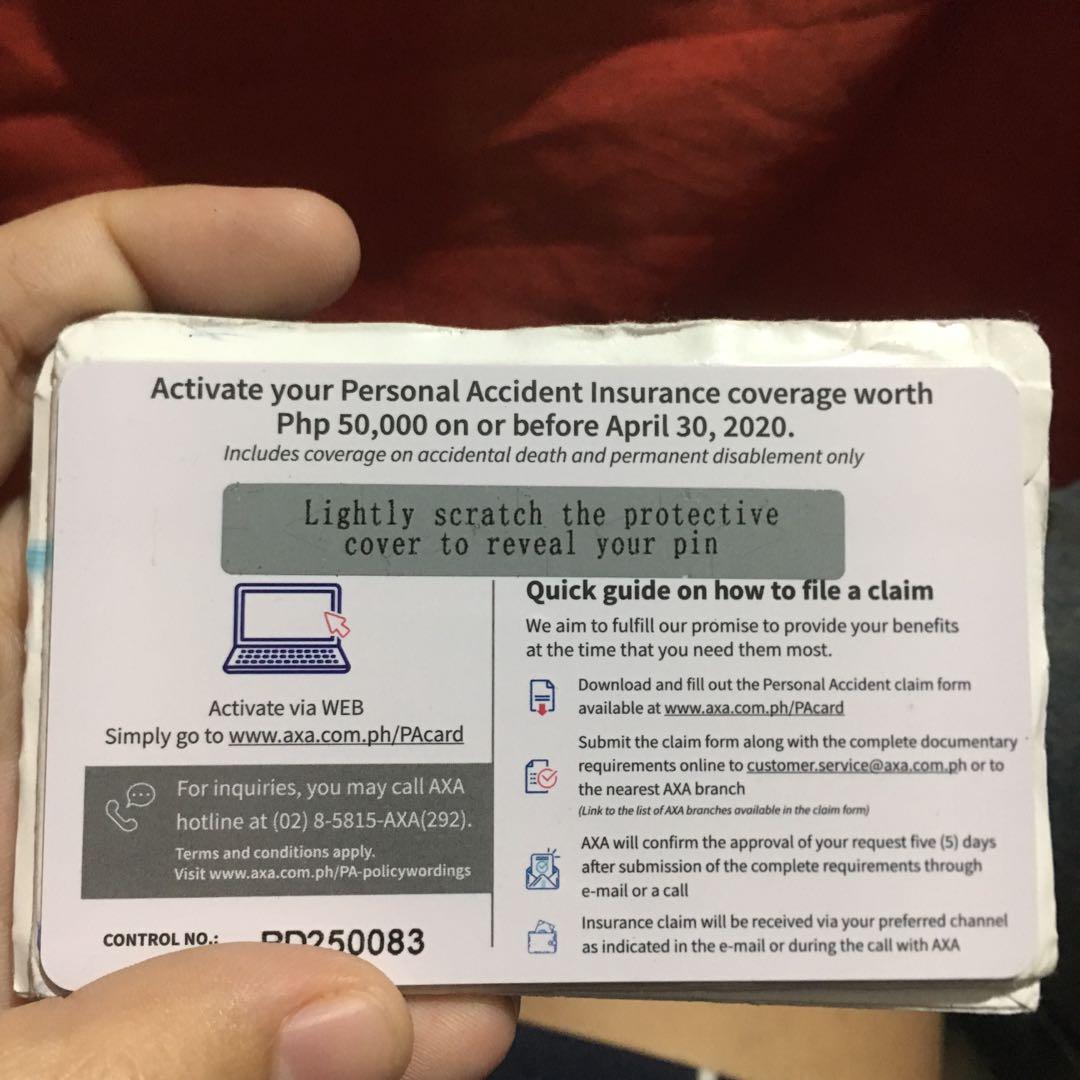 Activate your Personal Accident Insurance coverage worth
Php 50,000 on or before April 30, 2020.
Includes coverage on accidental death and permanent disablement only
Lightly scratch the protective
cover to reveal your pin
Activate via WEB
Simply go to www.axa.com.ph/PAcard
For inquiries, you may call AXA
hotline at (02) 8-5815-AXA(292).
Terms and conditions apply.
Visit www.axa.com.ph/PA-policywordings
CONTROL NO.: 250083
Quick guide on how to file a claim
We aim to fulfill our promise to provide your benefits
at the time that you need them most.
Download and fill out the Personal Accident claim form
available at www.axa.com.ph/PAcard
Submit the claim form along with the complete documentary
requirements online to customer.service@axa.com.ph or to
the nearest AXA branch
(Link to the list of AXA branches available in the claim form)
AXA will confirm the approval of your request five (5) days
after submission of the complete requirements through
e-mail or a call
Insurance claim will be received via your preferred channel
as indicated in the e-mail or during the call with AXA